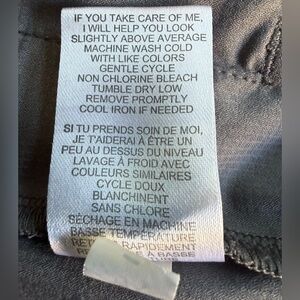 IF YOU TAKE CARE OF ME,
I WILL HELP YOU LOOK
SLIGHTLY ABOVE AVERAGE
MACHINE WASH COLD
WITH LIKE COLORS
GENTLE CYCLE
NON CHLORINE BLEACH
TUMBLE DRY LOW
REMOVE PROMPTLY
COOL IRON IF NEEDED
SI TU PRENDS SOIN DE MOI,
JE T'AIDERAI À ÊTRE UN
PEU AU DESSUS DU NIVEAU
LAVAGE À FROID AVEC
COULEURS SIMILAIRES
CYCLE DOUX
BLANCHIMENT
SANS CHLORE
SÉCHAGE EN MACHINE
BASSE TEMPÉRATURE
RAPIDEMENT
À BASSE